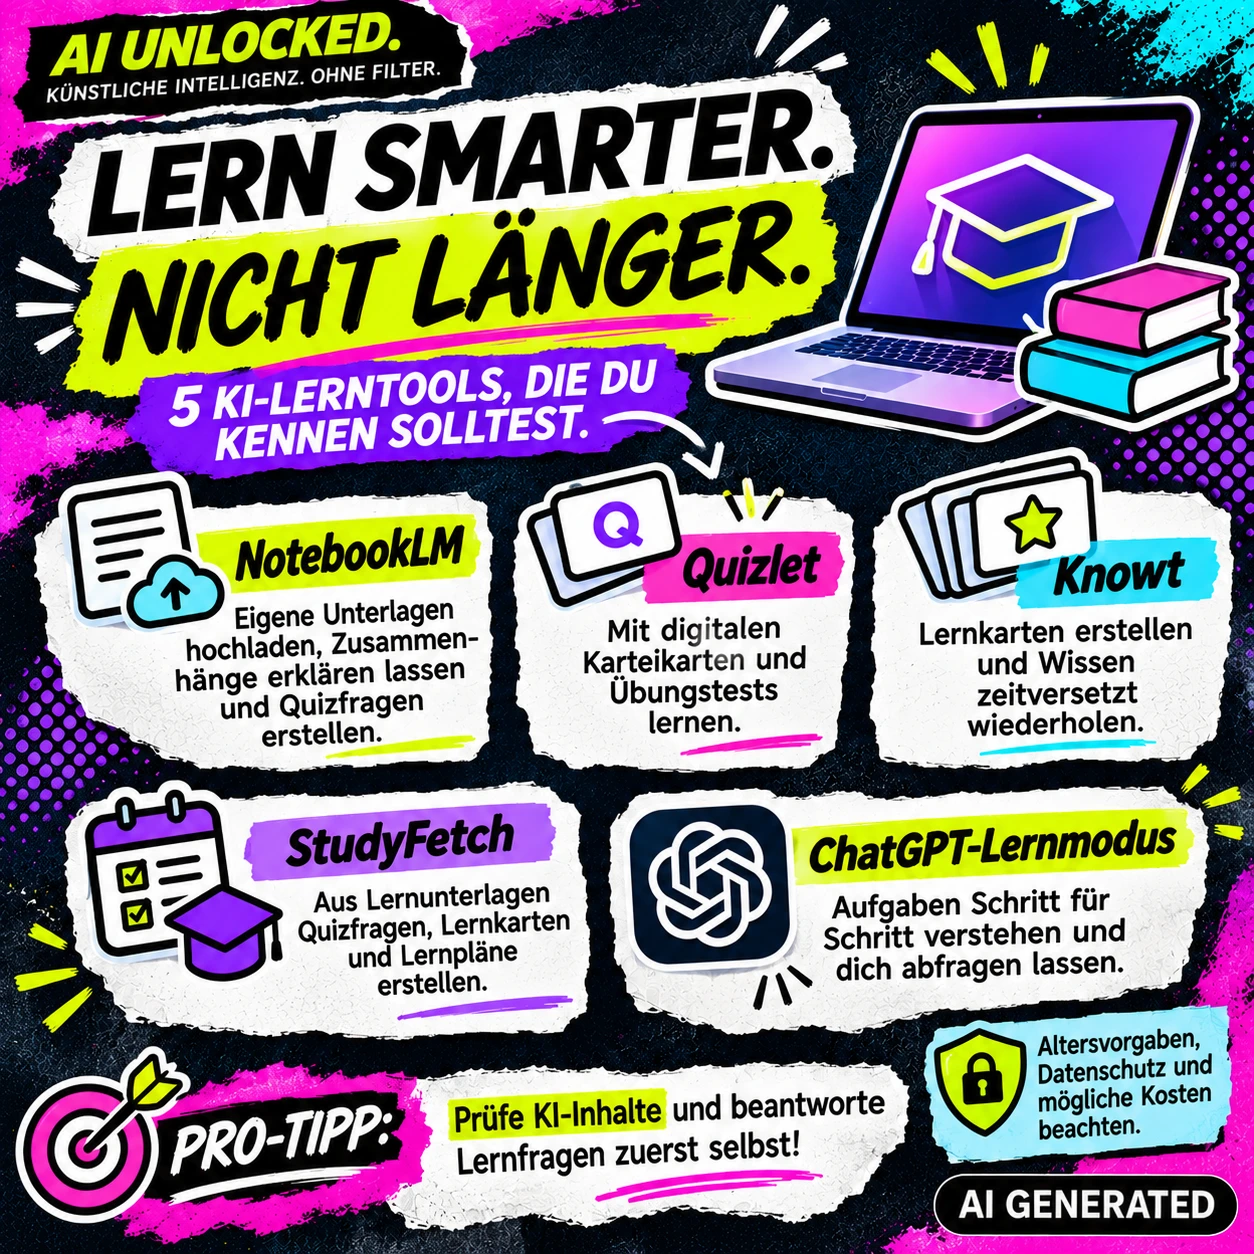 AI UNLOCKED.
KÜNSTLICHE INTELLIGENZ. OHNE FILTER.
LERN SMARTER.
NICHT LÄNGER.
5 KI-LERNTOOLS, DIE DU
KENNEN SOLLTEST.
NotebookLM
Eigene Unterlagen
hochladen, Zusammen-
hänge erklären lassen
und Quizfragen
erstellen.
Q
Quizlet
Mit digitalen
Karteikarten und
Übungstests
lernen.
Knowt
Lernkarten erstellen
und Wissen
zeitversetzt
wiederholen.
StudyFetch
Aus Lernunterlagen
Quizfragen, Lernkarten
und Lernpläne
erstellen.
ChatGPT-Lernmodus
Aufgaben Schritt für
Schritt verstehen und
dich abfragen lassen.
PRO-TIPP:
Prüfe KI-Inhalte und beantworte
Lernfragen zuerst selbst!
Altersvorgaben,
Datenschutz und
mögliche Kosten
beachten.
AI GENERATED